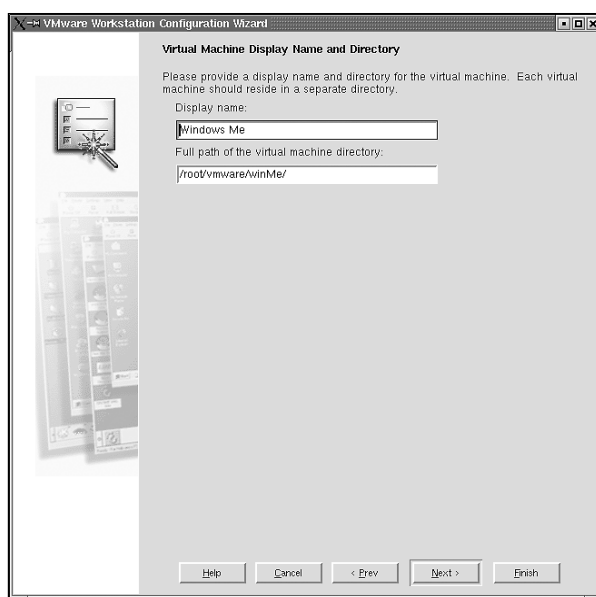 VMware Workstation Configuration Wizard
Virtual Machine Display Name and Directory
Please provide a display name and directory for the virtual machine. Each virtual
machine should reside in a separate directory.
Display name:
Windows Me
Full path of the virtual machine directory:
/root/vmware/winMe/
Help
Cancel
< Prev
Next >
Finish